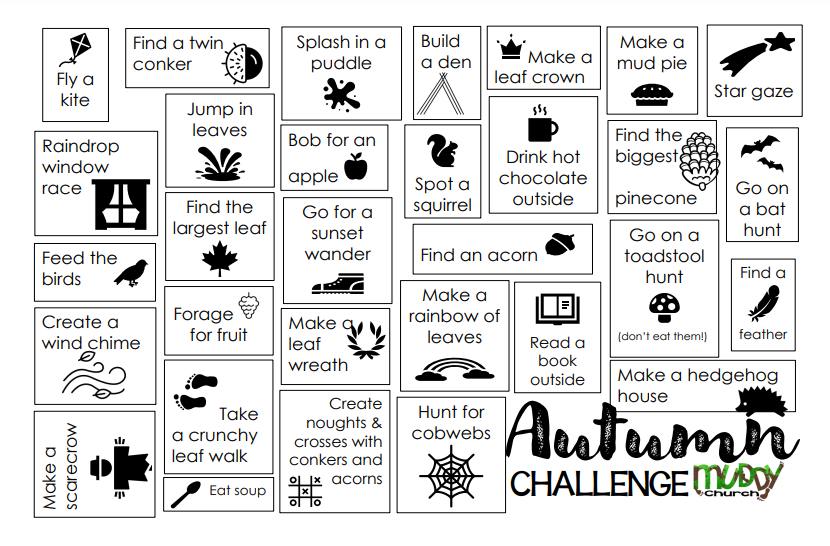 Fly a
kite
Find a twin
conker
Splash in a
puddle
Build
a den
Make a
leaf crown
Make a
mud pie
Star gaze
Raindrop
window
race
Jump in
leaves
Bob for an
apple
Spot a
squirrel
Drink hot
chocolate
outside
Find the
biggest
pinecone
Go on
a bat
hunt
Feed the
birds
Find the
largest leaf
Go for a
sunset
wander
Find an acorn
Go on a
toadstool
hunt
(don't eat them!)
Find a
feather
Create a
wind chime
Forage
for fruit
Make a
leaf
wreath
Make a
rainbow of
leaves
Read a
book
outside
Make a hedgehog
house
Make a
scarecrow
Take
a crunchy
leaf walk
Eat soup
Create
noughts &
crosses with
conkers and
acorns
Hunt for
cobwebs
Autumn
CHALLENGE
MUDDY
church